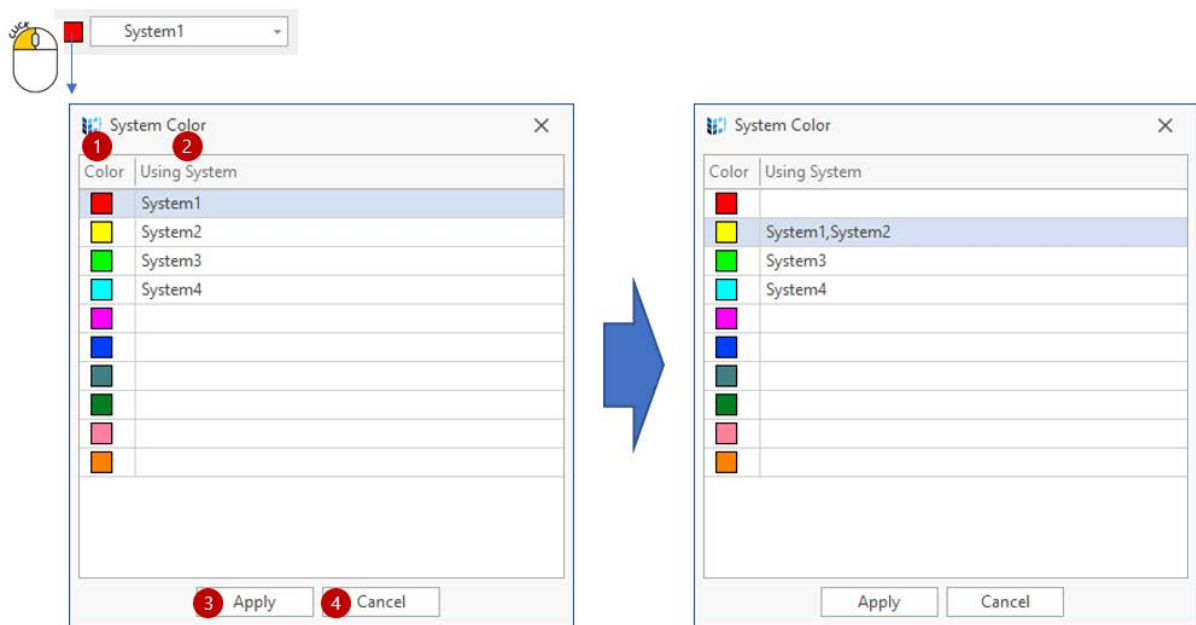 CLICK
System1
System Color
1 2
Color Using System
System1
System2
System3
System4
3 Apply 4 Cancel
System Color
Color Using System
System1,System2
System3
System4
Apply Cancel